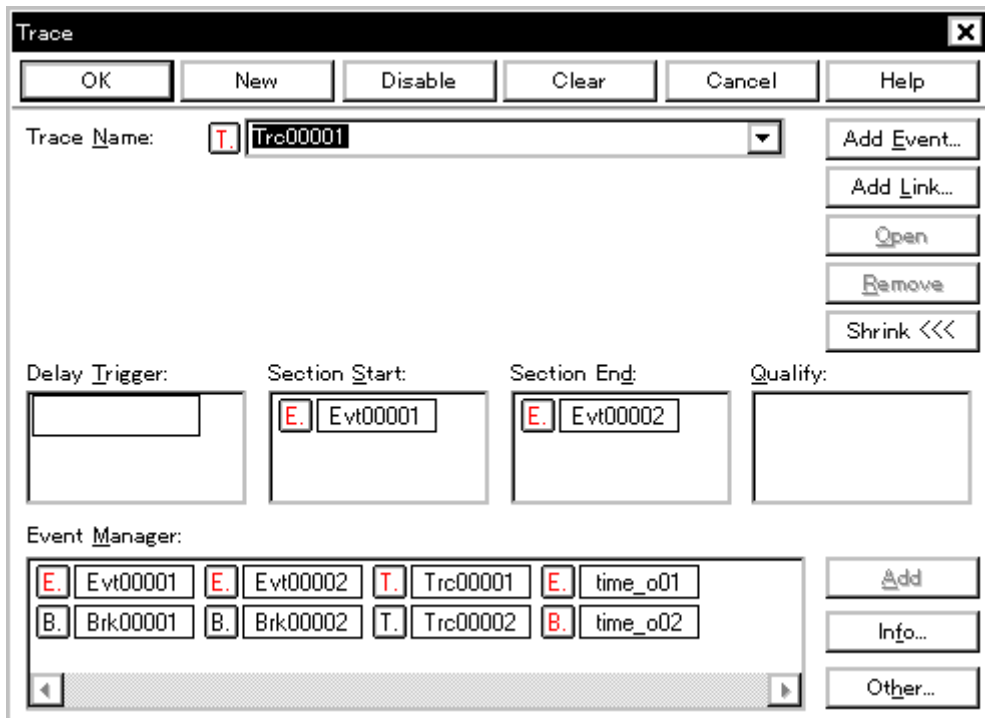 Trace
OK New Disable Clear Cancel Help
Trace Name: T. Trc00001 Add Event...
Add Link...
Open
Remove
Shrink <<<
Delay Trigger: Section Start: Section End: Qualify:
E. Evt00001 E. Evt00002
Event Manager:
E. Evt00001 E. Evt00002 T. Trc00001 E. time_o01 Add
B. Brk00001 B. Brk00002 T. Trc00002 B. time_o02 Info...
Other...